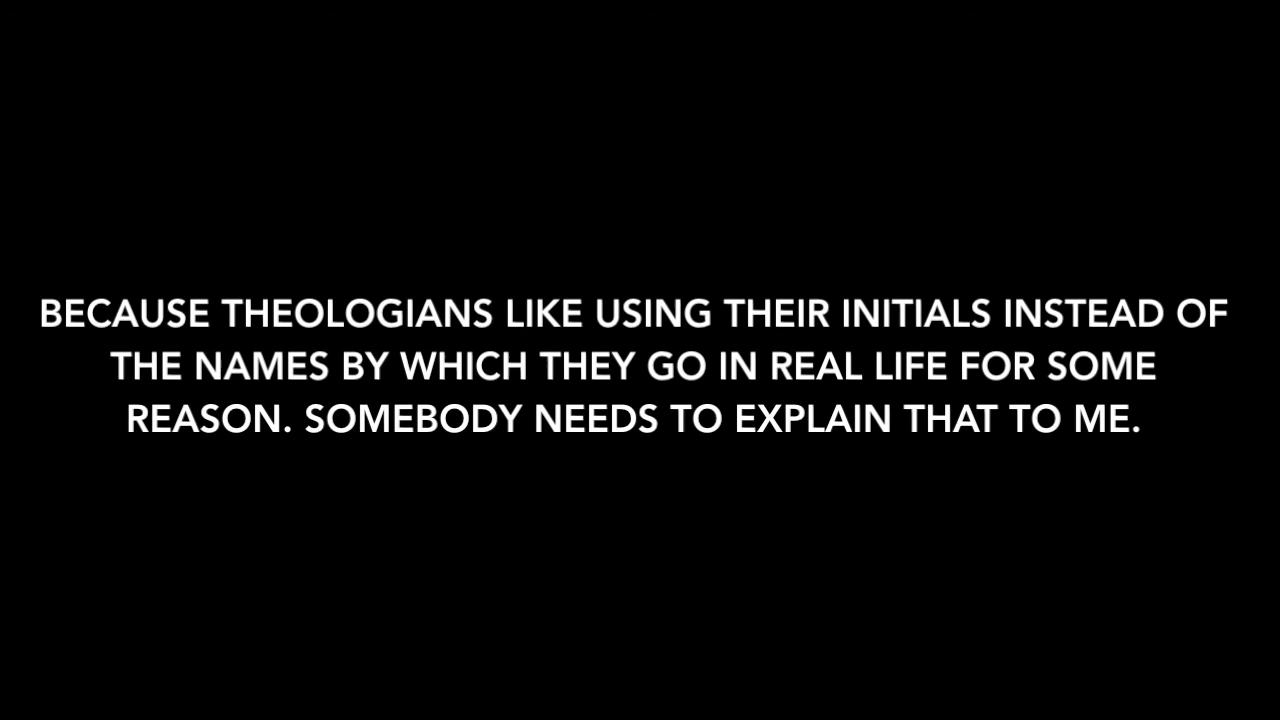 BECAUSE THEOLOGIANS LIKE USING THEIR INITIALS INSTEAD OF
THE NAMES BY WHICH THEY GO IN REAL LIFE FOR SOME
REASON. SOMEBODY NEEDS TO EXPLAIN THAT TO ME.